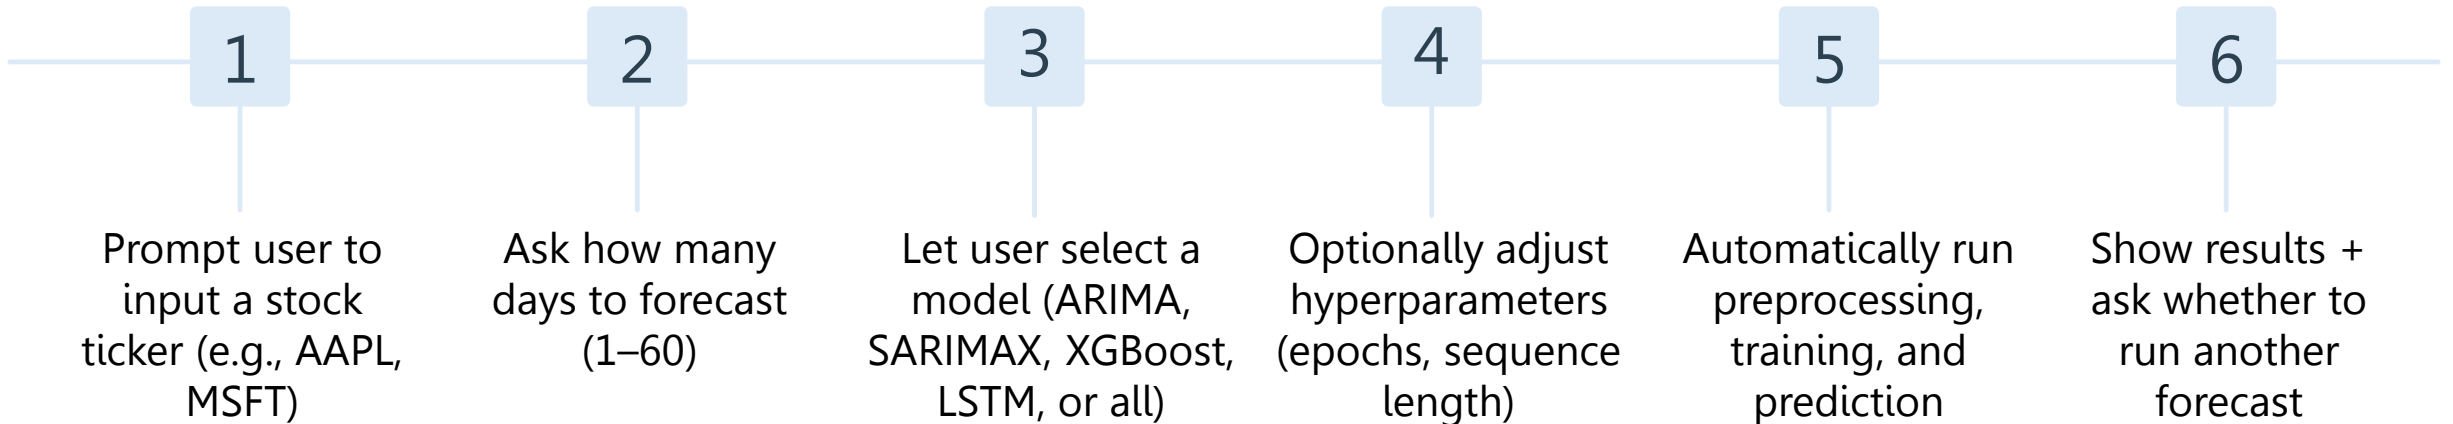 1
Prompt user to
input a stock
ticker (e.g., AAPL,
MSFT)
2
Ask how many
days to forecast
(1–60)
3
Let user select a
model (ARIMA,
SARIMAX, XGBoost,
LSTM, or all)
4
Optionally adjust
hyperparameters
(epochs, sequence
length)
5
Automatically run
preprocessing,
training, and
prediction
6
Show results +
ask whether to
run another
forecast